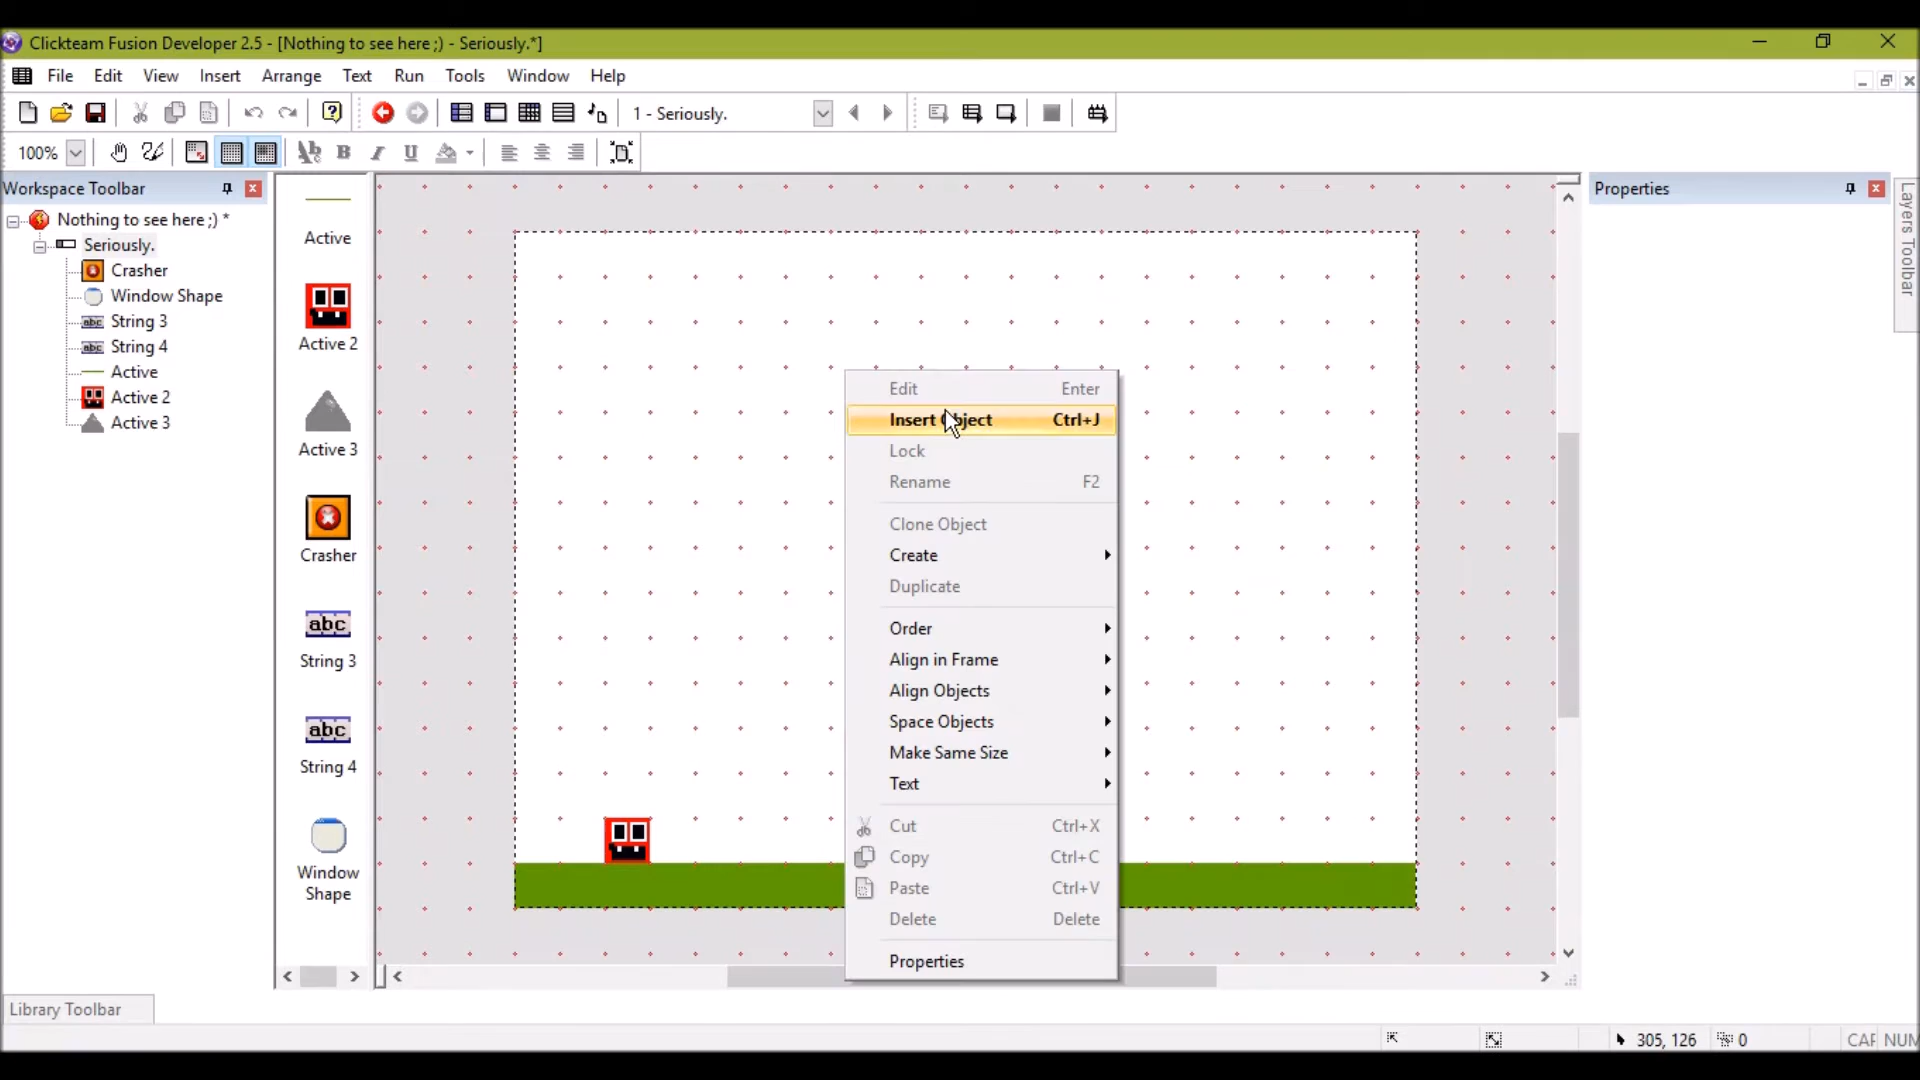 Clickteam Fusion Developer 2.5 - [Nothing to see here ;) - Seriously.*]
File Edit View Insert Arrange Text Run Tools Window Help
1 - Seriously.
100%
Workspace Toolbar
Nothing to see here ;) *
Seriously.
Crasher
Window Shape
String 3
String 4
Active
Active 2
Active 3
Active
Active 2
Active 3
Crasher
abc
String 3
abc
String 4
Window
Shape
Edit Enter
Insert Object Ctrl+J
Lock
Rename F2
Clone Object
Create
Duplicate
Order
Align in Frame
Align Objects
Space Objects
Make Same Size
Text
Cut Ctrl+X
Copy Ctrl+C
Paste Ctrl+V
Delete Delete
Properties
Properties
Layers Toolbar
Library Toolbar
305, 126 0 CAF NUM